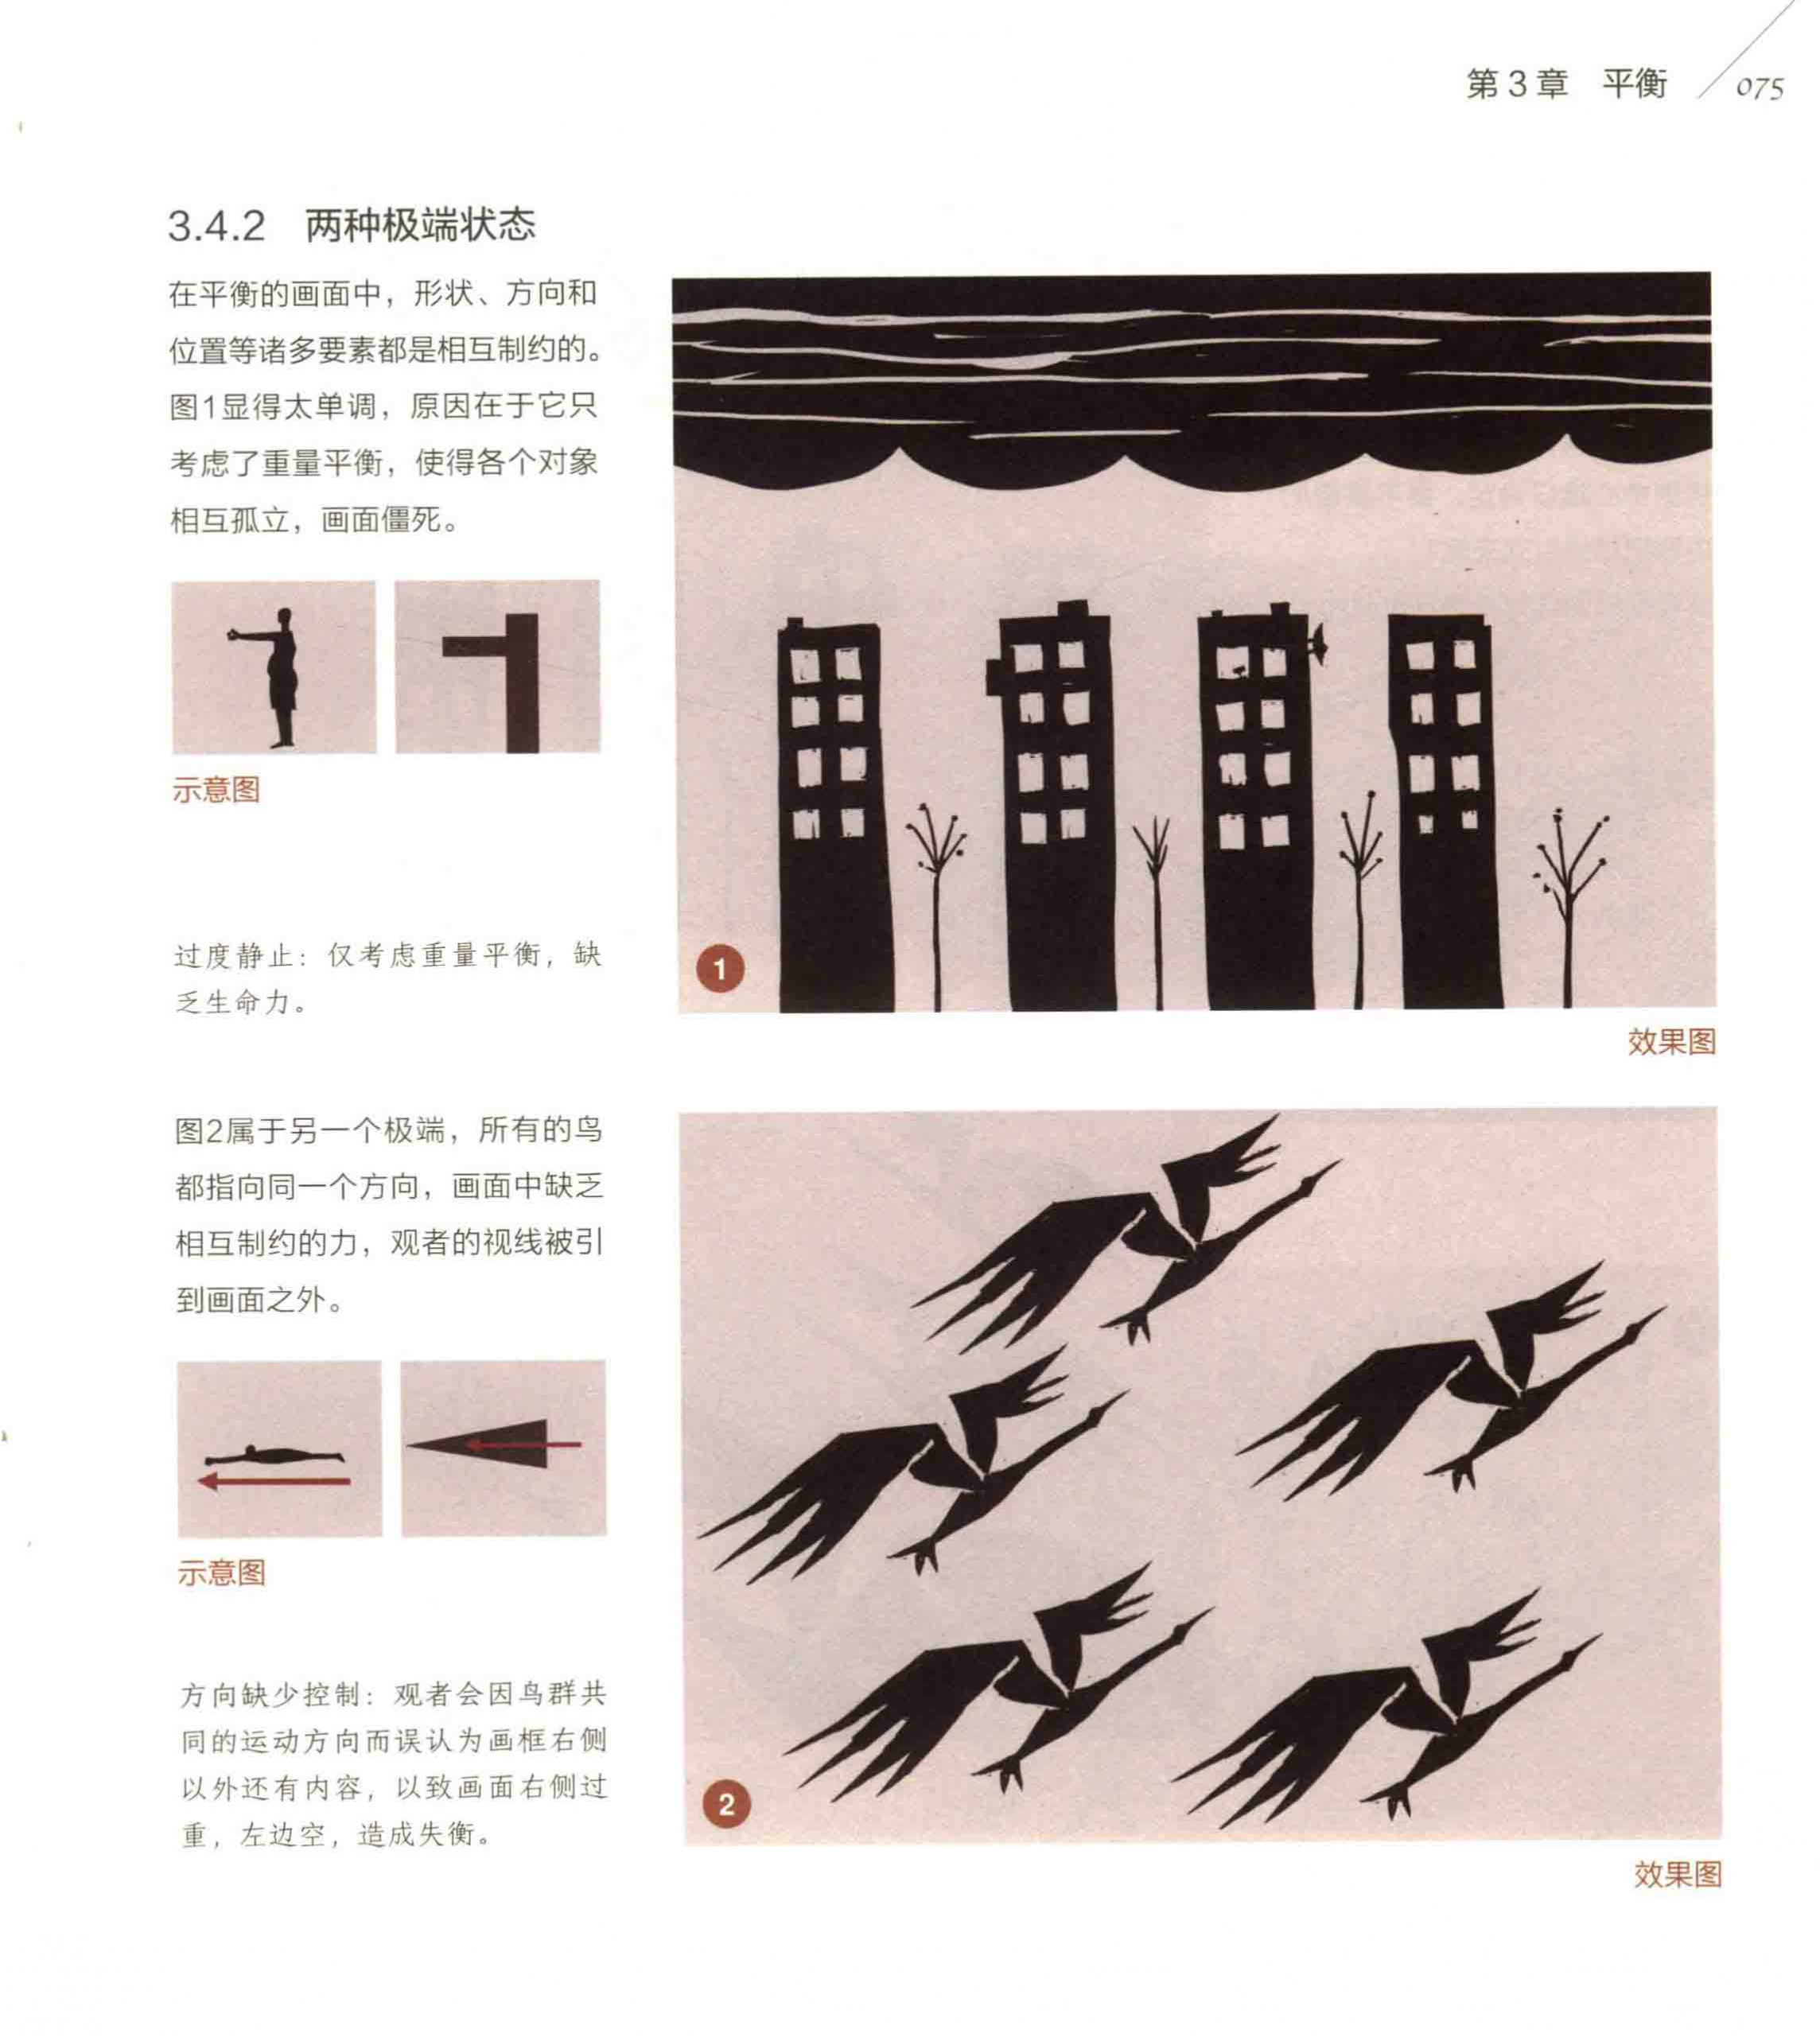 第3章 平衡 075
3.4.2 两种极端状态
在平衡的画面中，形状、方向和
位置等诸多要素都是相互制约的。
图1显得太单调，原因在于它只
考虑了重量平衡，使得各个对象
相互孤立，画面僵死。
示意图
过度静止：仅考虑重量平衡，缺
乏生命力。
1
效果图
图2属于另一个极端，所有的鸟
都指向同一个方向，画面中缺乏
相互制约的力，观者的视线被引
到画面之外。
示意图
方向缺少控制：观者会因鸟群共
同的运动方向而误认为画框右侧
以外还有内容，以致画面右侧过
重，左边空，造成失衡。
2
效果图